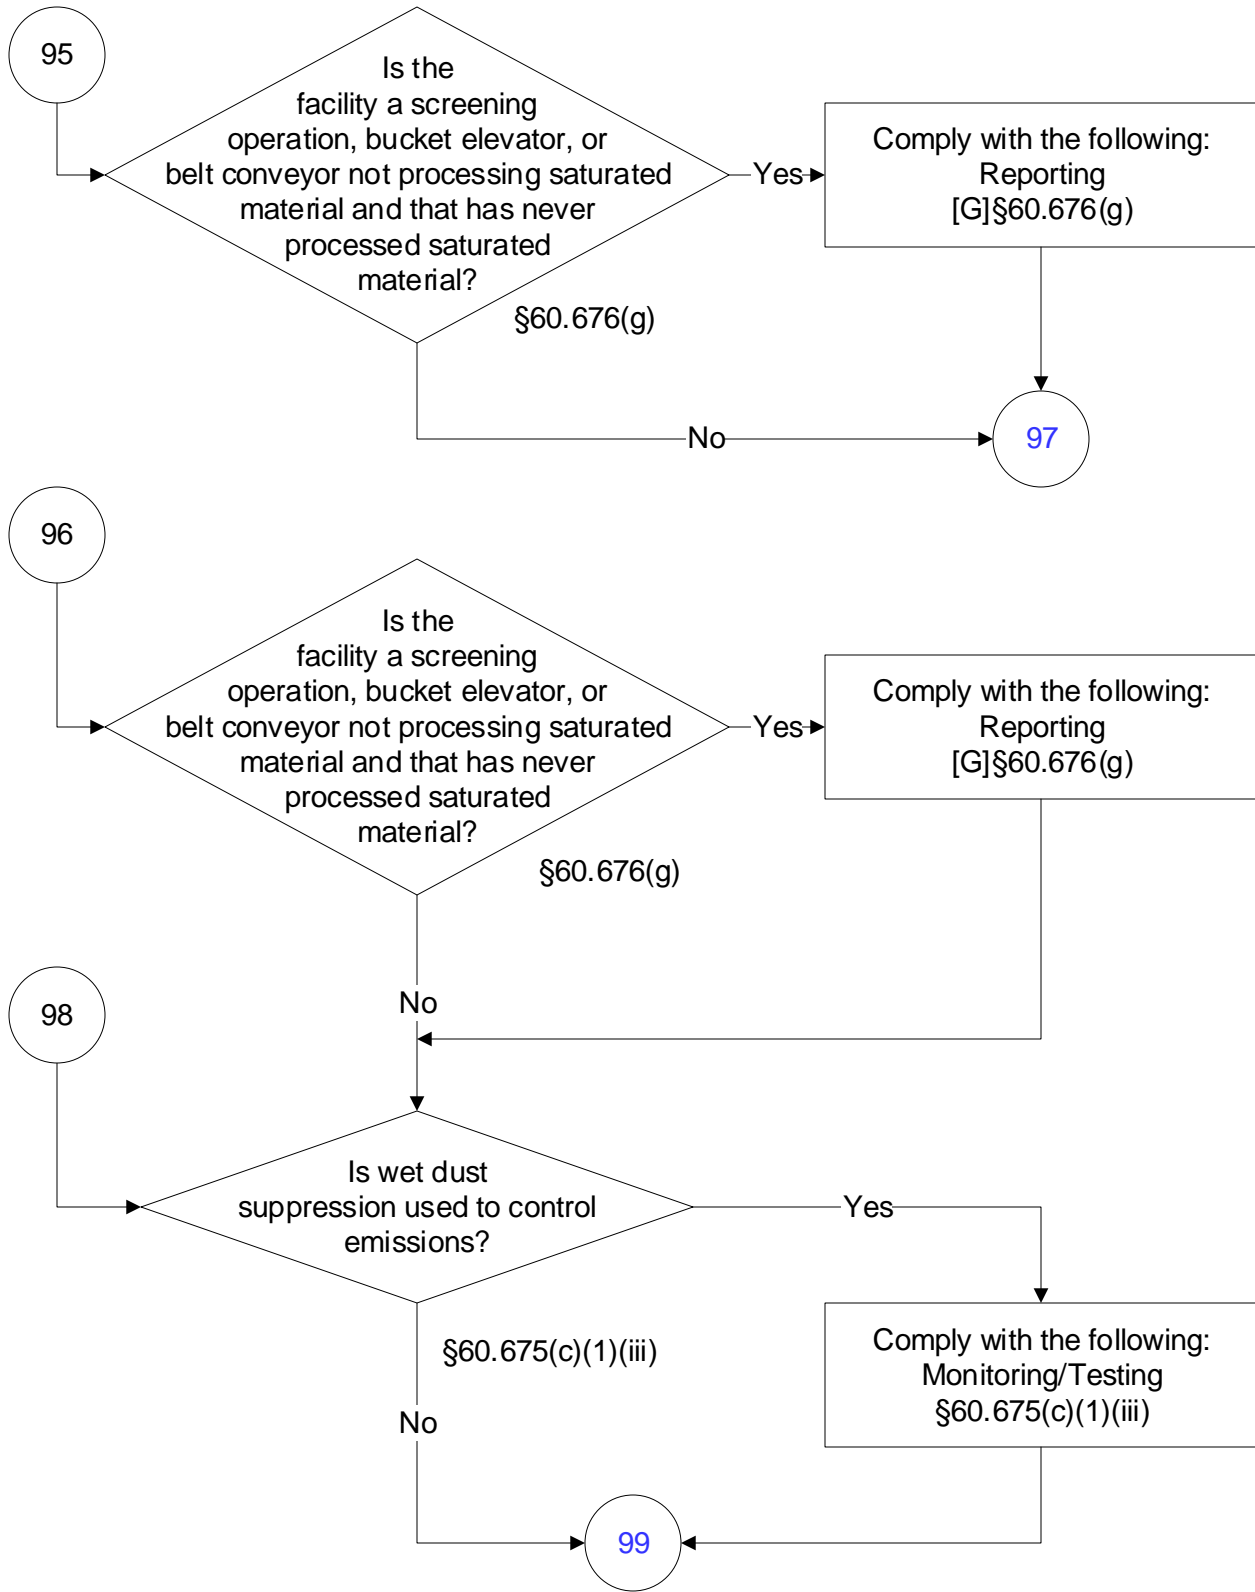 95
Is the
facility a screening
operation, bucket elevator, or
belt conveyor not processing saturated
material and that has never
processed saturated
material?
§60.676(g)
Yes
Comply with the following:
Reporting
[G]§60.676(g)
No
97
96
Is the
facility a screening
operation, bucket elevator, or
belt conveyor not processing saturated
material and that has never
processed saturated
material?
§60.676(g)
Yes
Comply with the following:
Reporting
[G]§60.676(g)
No
98
Is wet dust
suppression used to control
emissions?
§60.675(c)(1)(iii)
Yes
Comply with the following:
Monitoring/Testing
§60.675(c)(1)(iii)
No
99